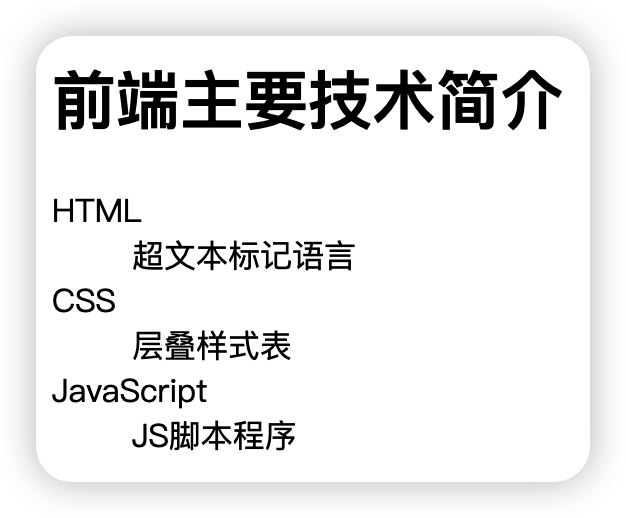 前端主要技术简介
HTML
超文本标记语言
CSS
层叠样式表
JavaScript
JS脚本程序